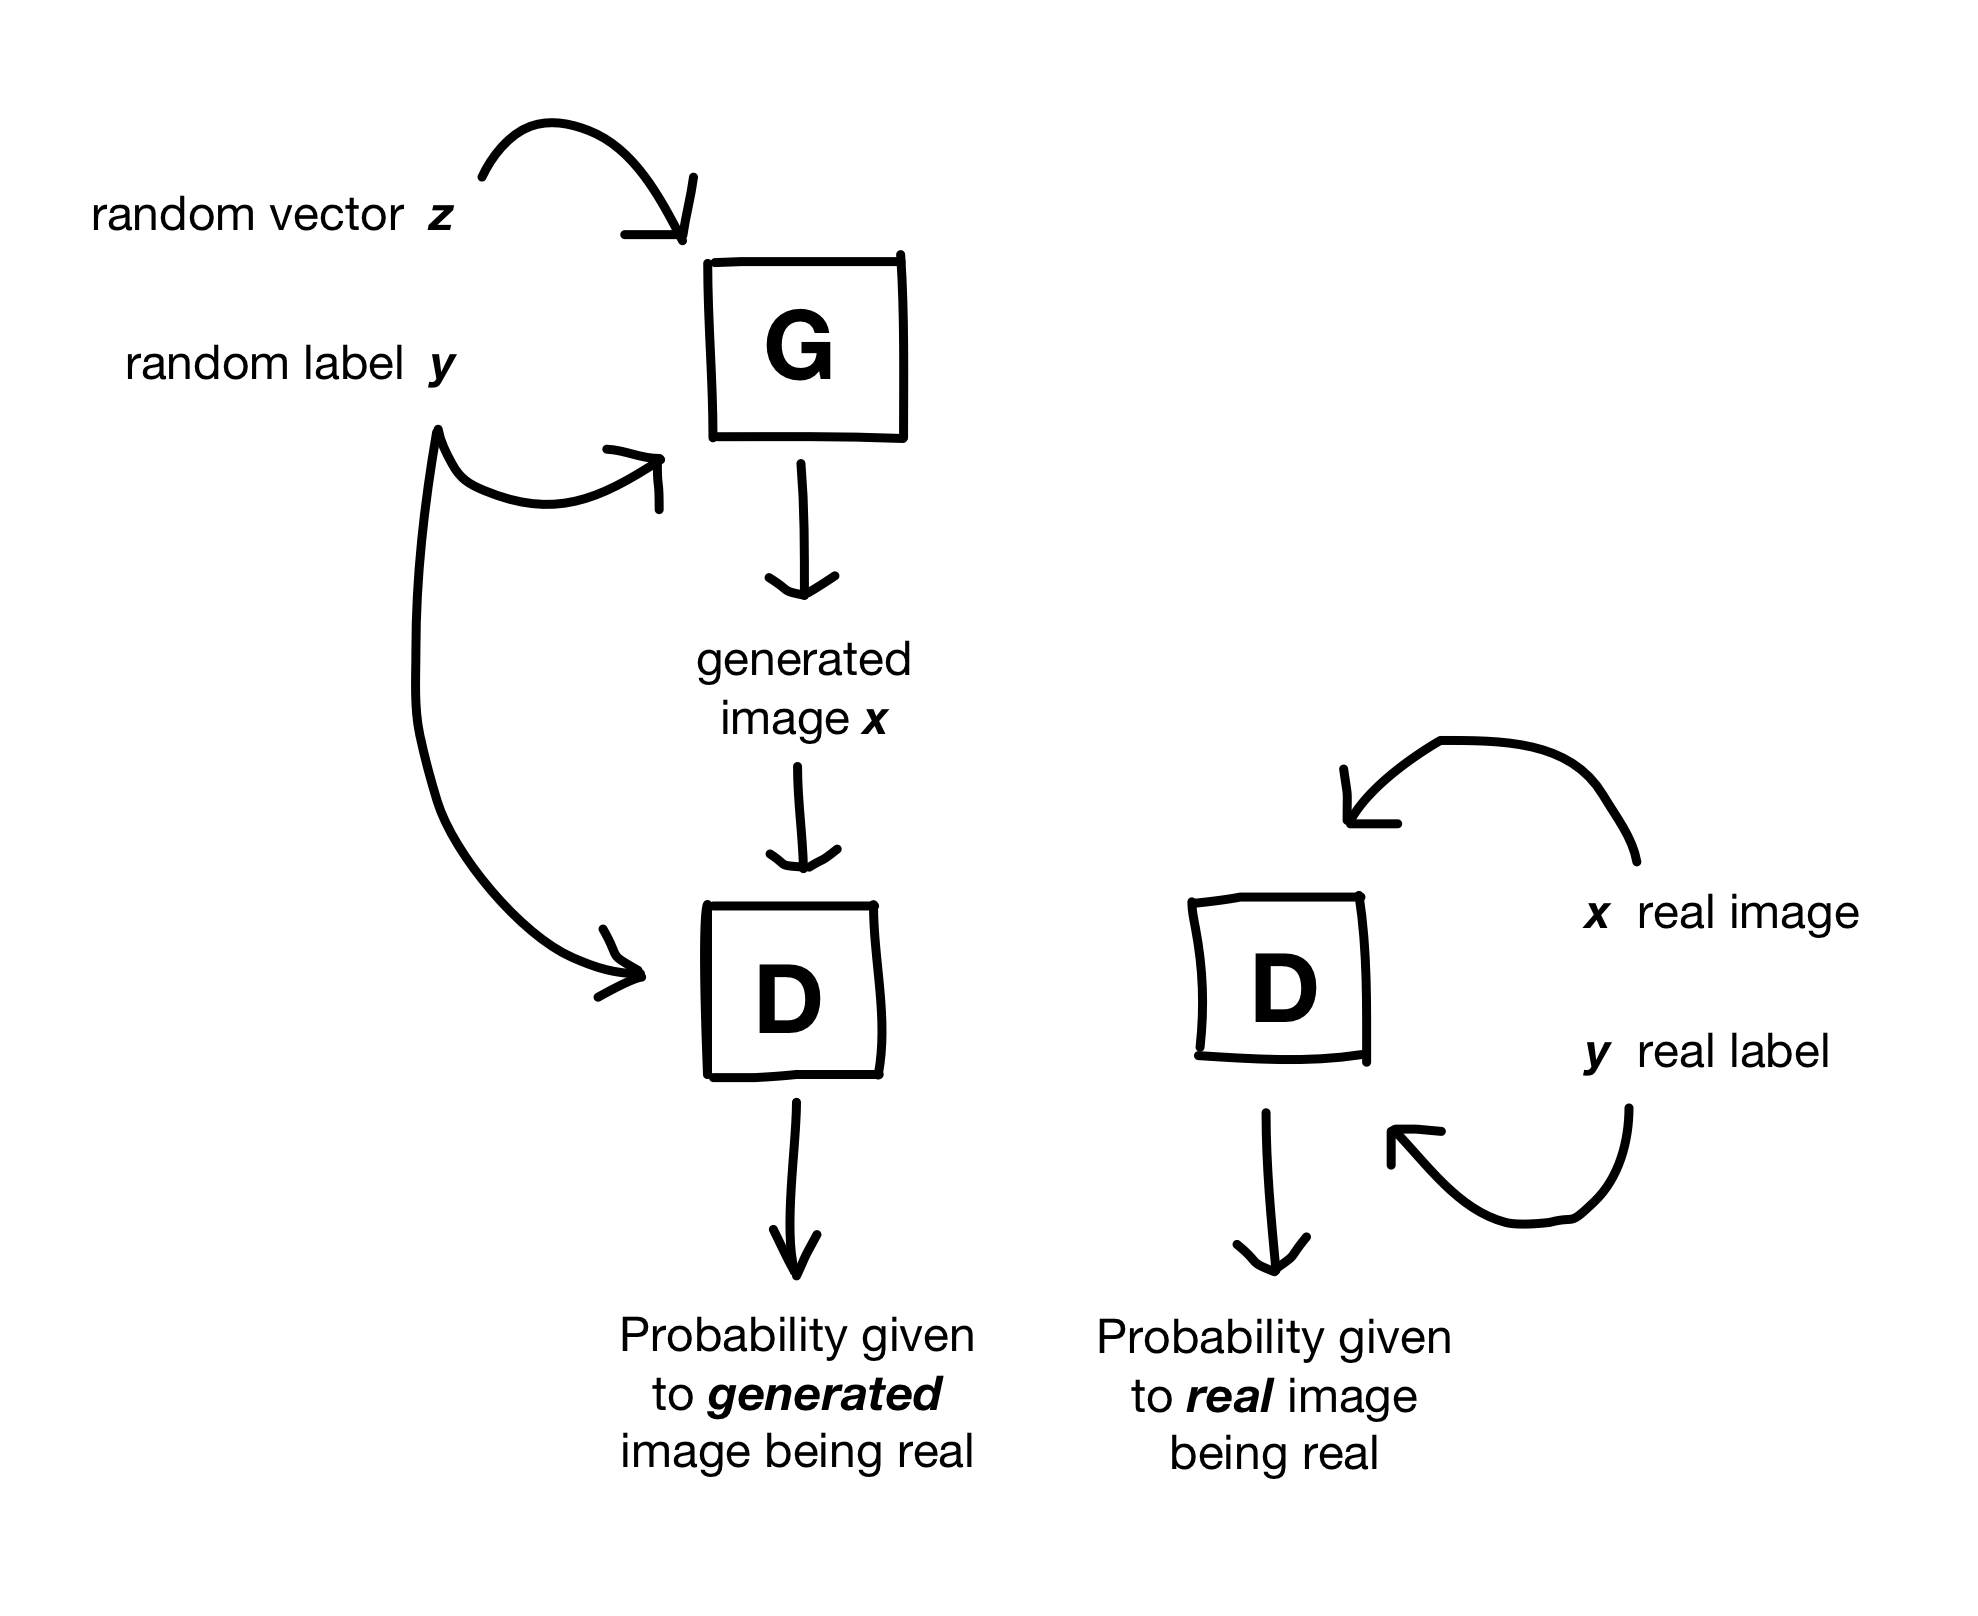 random vector z
random label y
G
generated
image x
D
Probability given
to generated
image being real
x real image
y real label
D
Probability given
to real image
being real